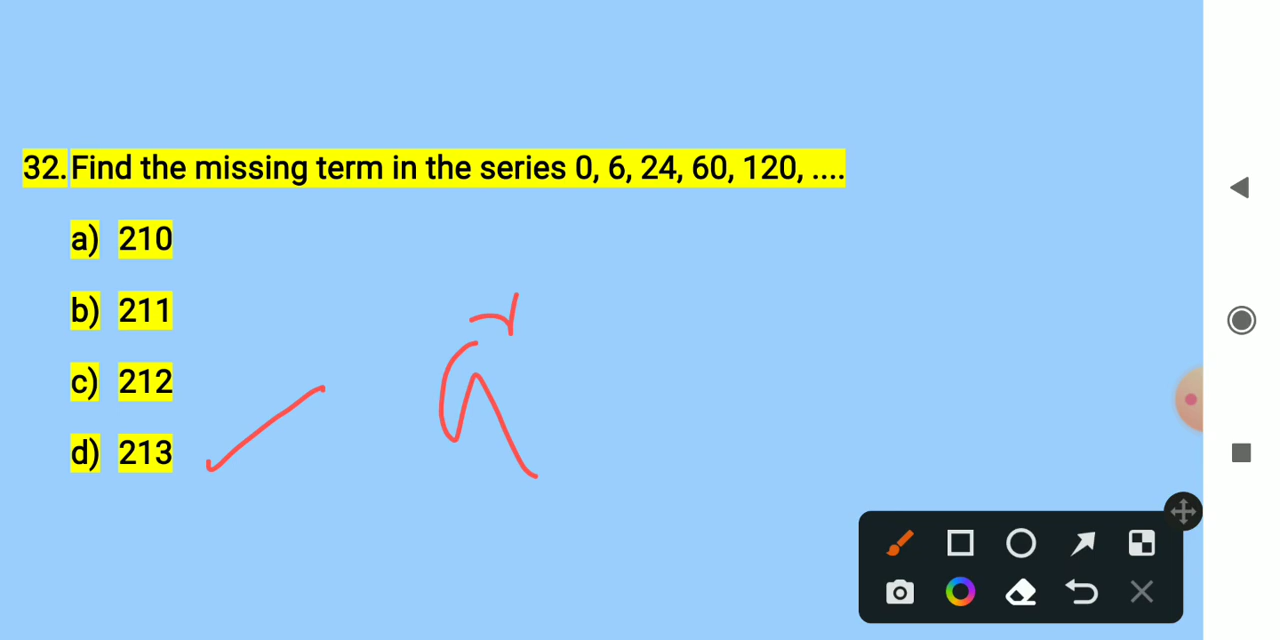 32. Find the missing term in the series 0, 6, 24, 60, 120, ....
a) 210
b) 211
c) 212
d) 213